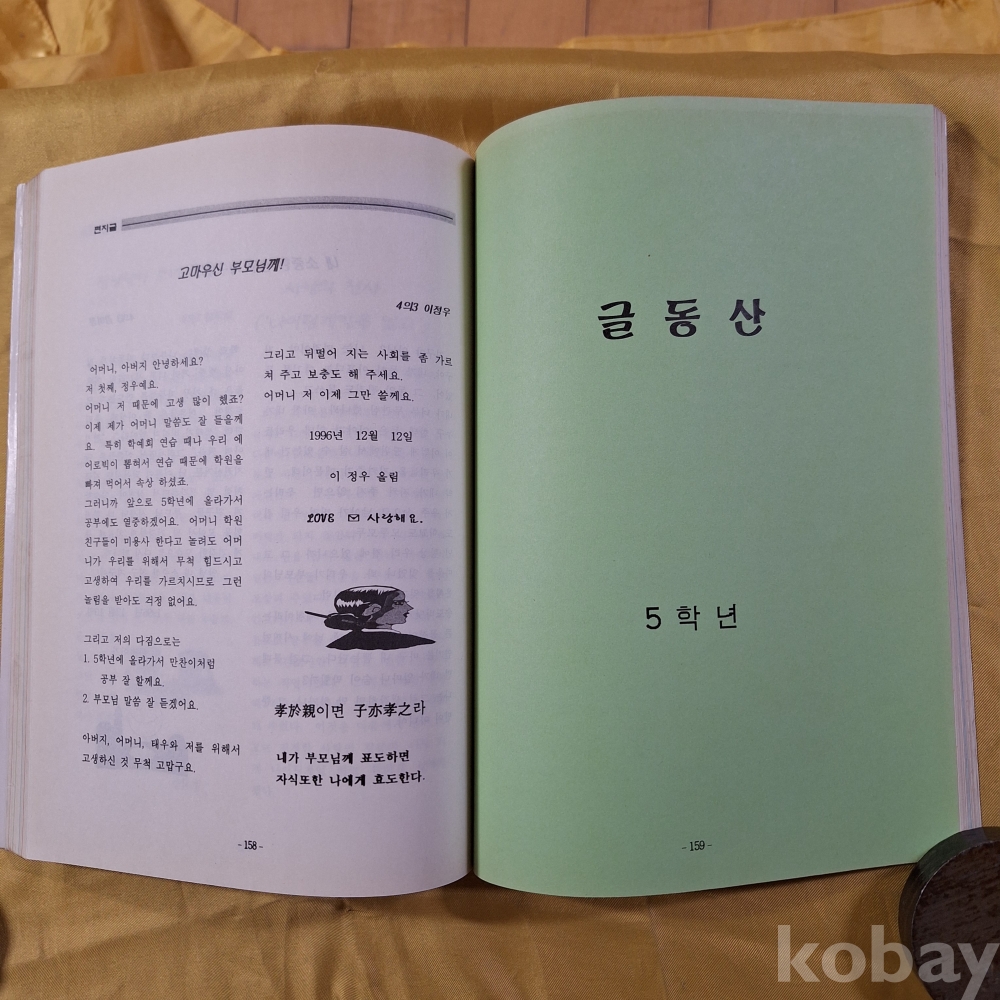 편지글
고마우신 부모님께!
4의3 이정우
어머니, 아버지 안녕하세요?
저 첫째, 정우예요.
어머니 저 때문에 고생 많이 했죠?
이제 제가 어머니 말씀도 잘 들을께
요. 특히 학예회 연습 때나 우리 에
어로빅이 뽑혀서 연습 때문에 학원을
빠져 먹어서 속상 하셨죠.
그러니까 앞으로 5학년에 올라가서
공부에도 열중하겠어요. 어머니 학원
친구들이 미용사 한다고 놀려도 어머
니가 우리를 위해서 무척 힘드시고
고생하여 우리를 가르치시므로 그런
놀림을 받아도 걱정 없어요.
그리고 저의 다짐으로는
1. 5학년에 올라가서 만찬이처럼
공부 잘 할께요.
2. 부모님 말씀 잘 듣겠어요.
아버지, 어머니, 태우와 저를 위해서
고생하신 것 무척 고맙구요.
그리고 뒤떨어 지는 사회를 좀 가르
쳐 주고 보충도 해 주세요.
어머니 저 이제 그만 쓸께요.
1996년 12월 12일
이 정우 올림
LOVE ✉ 사랑해요.
孝於親이면 子亦孝之라
내가 부모님께 효도하면
자식또한 나에게 효도한다.
- 158 -
글 동 산
5 학 년
- 159 -
kobay